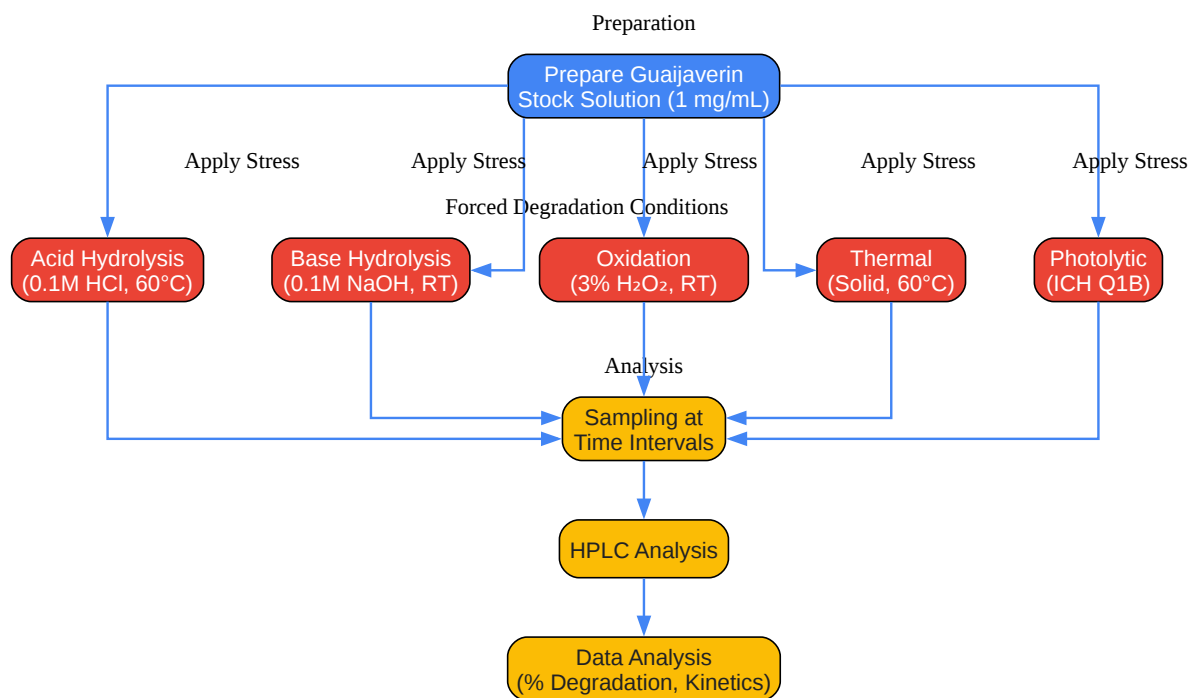 Preparation
Prepare Guaijaverin
Stock Solution (1 mg/mL)
Apply Stress
Apply Stress
Apply Stress
Apply Stress
Apply Stress
Forced Degradation Conditions
Acid Hydrolysis
(0.1M HCl, 60°C)
Base Hydrolysis
(0.1M NaOH, RT)
Oxidation
(3% H₂O₂, RT)
Thermal
(Solid, 60°C)
Photolytic
(ICH Q1B)
Analysis
Sampling at
Time Intervals
HPLC Analysis
Data Analysis
(% Degradation, Kinetics)